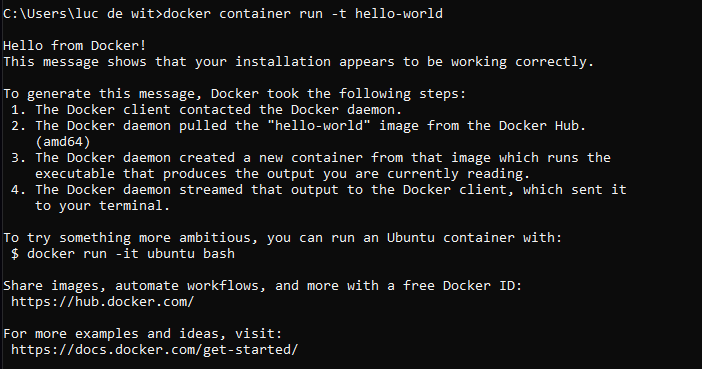 C:\Users\luc de wit>docker container run -t hello-world

Hello from Docker!
This message shows that your installation appears to be working correctly.

To generate this message, Docker took the following steps:
 1. The Docker client contacted the Docker daemon.
 2. The Docker daemon pulled the "hello-world" image from the Docker Hub.
    (amd64)
 3. The Docker daemon created a new container from that image which runs the
    executable that produces the output you are currently reading.
 4. The Docker daemon streamed that output to the Docker client, which sent it
    to your terminal.

To try something more ambitious, you can run an Ubuntu container with:
 $ docker run -it ubuntu bash

Share images, automate workflows, and more with a free Docker ID:
 https://hub.docker.com/

For more examples and ideas, visit:
 https://docs.docker.com/get-started/